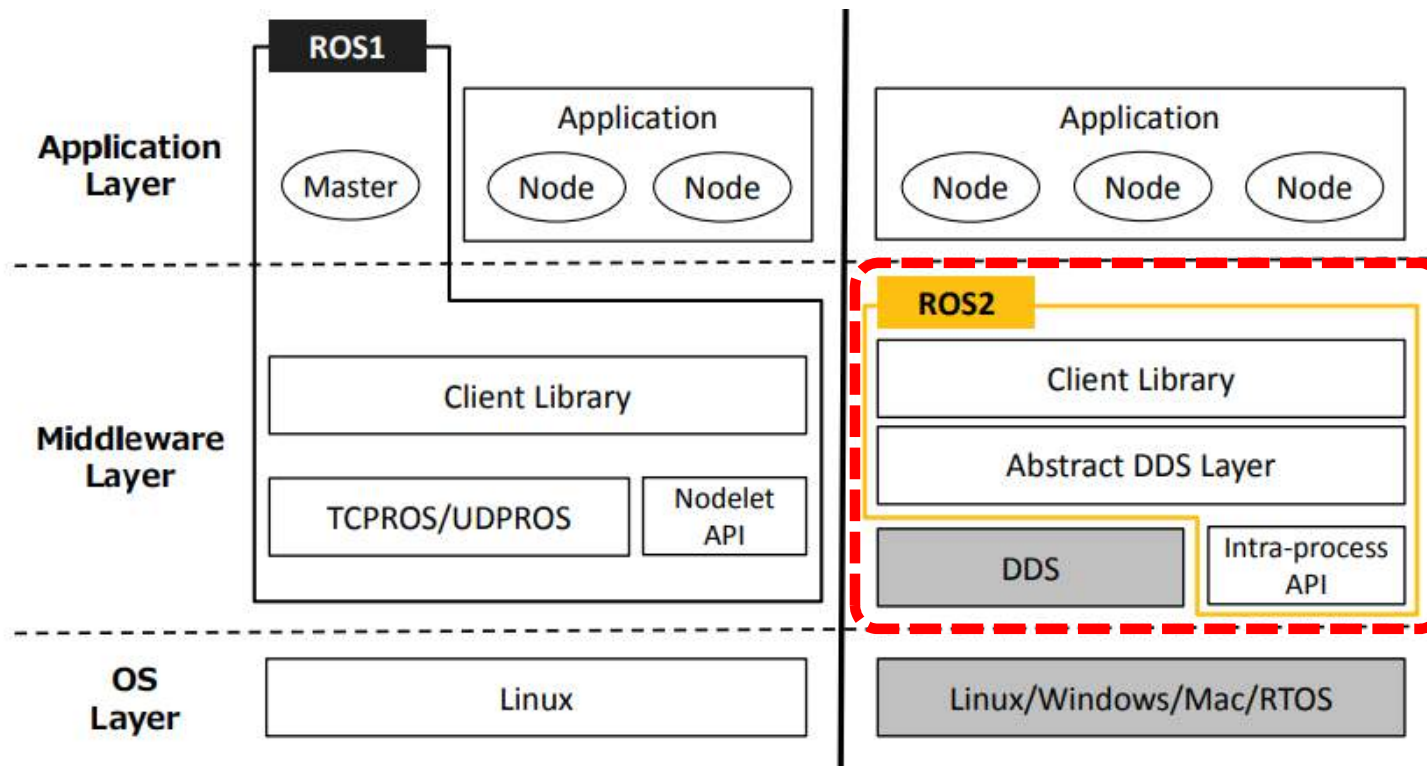 ROS1
Application
Layer
Master
Application
Node
Node
Application
Node
Node
Node
Middleware
Layer
Client Library
TCPROS/UDPROS
Nodelet
API
ROS2
Client Library
Abstract DDS Layer
DDS
Intra-process
API
OS
Layer
Linux
Linux/Windows/Mac/RTOS